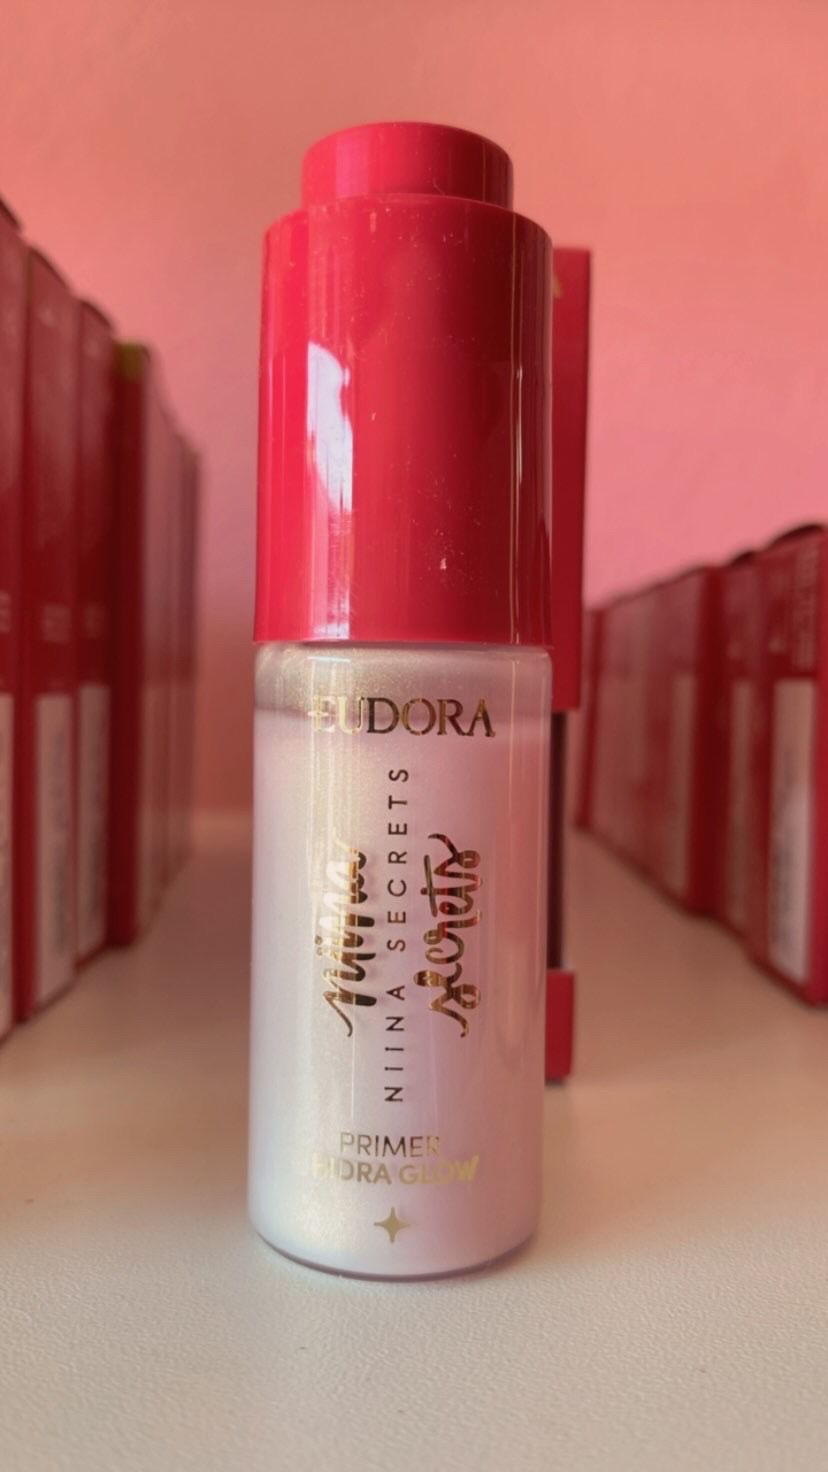 EUDORA
niina
NIINA SECRETS
secrets
PRIMER
HIDRA GLOW